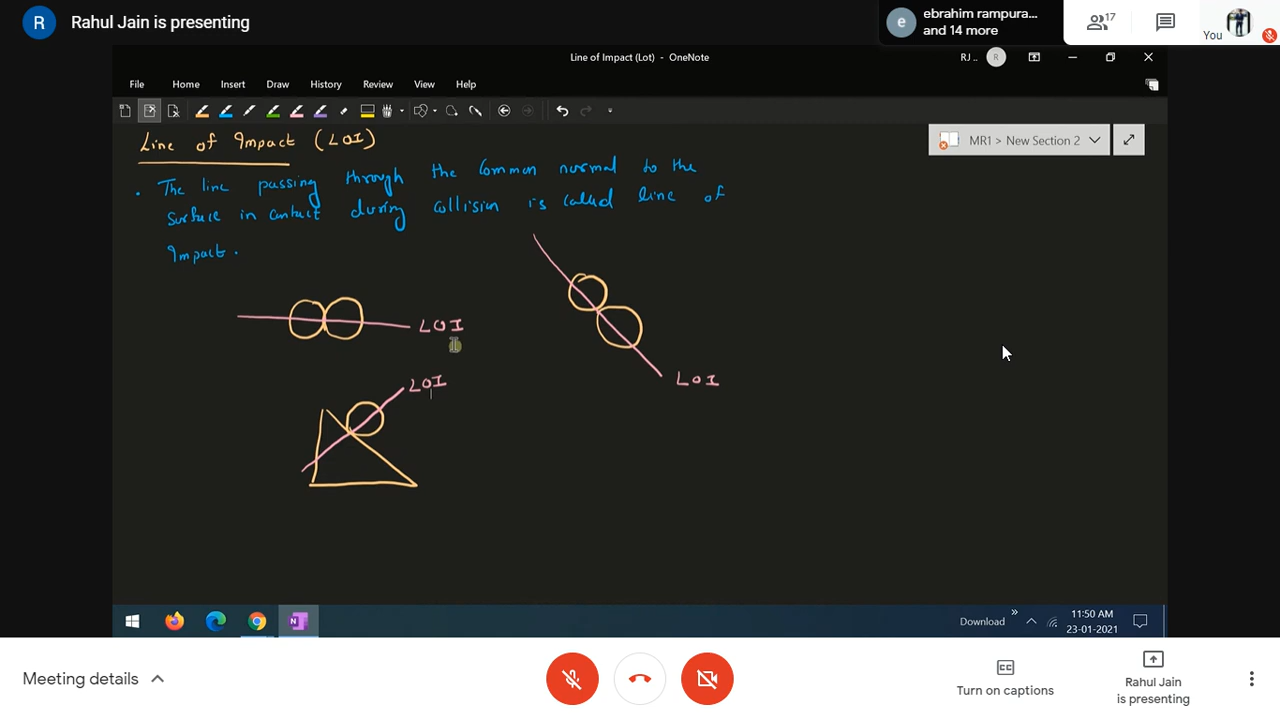 R
Rahul Jain is presenting
e
ebrahim rampura...
and 14 more
17
You
Line of Impact (LoI) - OneNote
RJ ..
R
File Home Insert Draw History Review View Help
Line of Impact (LOI)
MR1 > New Section 2
• The line passing through the common normal to the
surface in contact during collision is called line of
Impact.
LOI
LOI
LOI
Download
11:50 AM
23-01-2021
Meeting details
CC
Turn on captions
Rahul Jain
is presenting